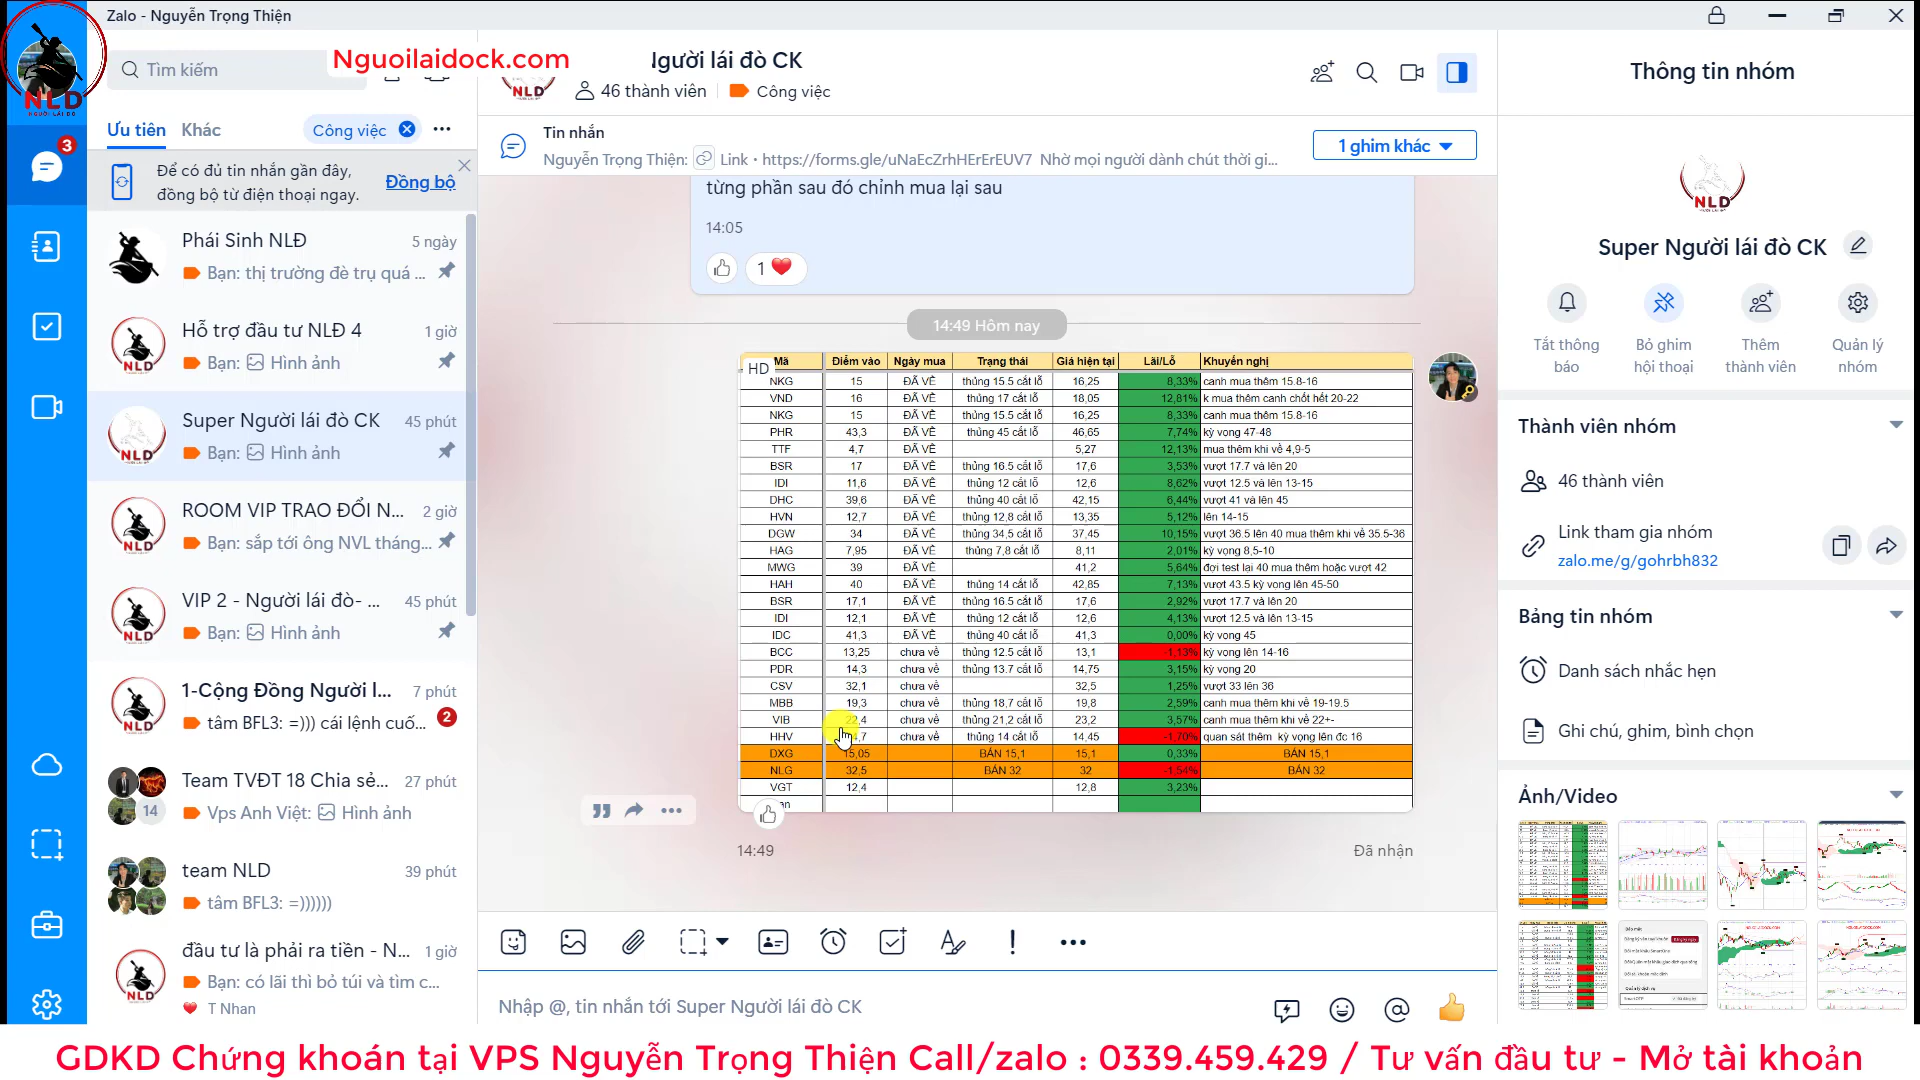 Zalo - Nguyễn Trọng Thiện
Tìm kiếm
Nguoilaidock.com
NLD
NGƯỜI LÁI ĐÒ
3
Ưu tiên
Khác
Công việc
Để có đủ tin nhắn gần đây,
đồng bộ từ điện thoại ngay.
Đồng bộ
Phái Sinh NLĐ
5 ngày
Bạn: thị trường đè trụ quá ...
Hỗ trợ đầu tư NLĐ 4
1 giờ
Bạn: Hình ảnh
Super Người lái đò CK
45 phút
Bạn: Hình ảnh
ROOM VIP TRAO ĐỔI N...
2 giờ
Bạn: sắp tới ông NVL tháng...
VIP 2 - Người lái đò- ...
45 phút
Bạn: Hình ảnh
1-Cộng Đồng Người l...
7 phút
tâm BFL3: =))) cái lệnh cuố...
2
Team TVĐT 18 Chia sẻ...
27 phút
14
Vps Anh Việt: Hình ảnh
team NLD
39 phút
tâm BFL3: =))))))
đầu tư là phải ra tiền - N...
1 giờ
Bạn: có lãi thì bỏ túi và tìm c...
T Nhan
gười lái đò CK
46 thành viên
Công việc
Tin nhắn
Nguyễn Trọng Thiện: Link • https://forms.gle/uNaEcZrhHErErEUV7 Nhờ mọi người dành chút thời gi...
1 ghim khác
từng phần sau đó chỉnh mua lại sau
14:05
1
14:49 Hôm nay
HD
Mã Điểm vào Ngày mua Trạng thái Giá hiện tại Lãi/Lỗ Khuyến nghị
NKG 15 ĐÃ VỀ thủng 15.5 cắt lỗ 16,25 8,33% canh mua thêm 15.8-16
VND 16 ĐÃ VỀ thủng 17 cắt lỗ 18,05 12,81% k mua thêm canh chốt hết 20-22
NKG 15 ĐÃ VỀ thủng 15.5 cắt lỗ 16,25 8,33% canh mua thêm 15.8-16
PHR 43,3 ĐÃ VỀ thủng 45 cắt lỗ 46,65 7,74% kỳ vong 47-48
TTF 4,7 ĐÃ VỀ 5,27 12,13% mua thêm khi về 4,9-5
BSR 17 ĐÃ VỀ thủng 16.5 cắt lỗ 17,6 3,53% vượt 17.7 và lên 20
IDI 11,6 ĐÃ VỀ thủng 12 cắt lỗ 12,6 8,62% vượt 12.5 và lên 13-15
DHC 39,6 ĐÃ VỀ thủng 40 cắt lỗ 42,15 6,44% vượt 41 và lên 45
HVN 12,7 ĐÃ VỀ thủng 12,8 cắt lỗ 13,35 5,12% lên 14-15
DGW 34 ĐÃ VỀ thủng 34,5 cắt lỗ 37,45 10,15% vượt 36.5 lên 40 mua thêm khi về 35.5-36
HAG 7,95 ĐÃ VỀ thủng 7,8 cắt lỗ 8,11 2,01% kỳ vong 8,5-10
MWG 39 ĐÃ VỀ 41,2 5,64% đợi test lại 40 mua thêm hoặc vượt 42
HAH 40 ĐÃ VỀ thủng 14 cắt lỗ 42,85 7,13% vượt 43.5 kỳ vong lên 45-50
BSR 17,1 ĐÃ VỀ thủng 16.5 cắt lỗ 17,6 2,92% vượt 17.7 và lên 20
IDI 12,1 ĐÃ VỀ thủng 12 cắt lỗ 12,6 4,13% vượt 12.5 và lên 13-15
IDC 41,3 ĐÃ VỀ thủng 40 cắt lỗ 41,3 0,00% kỳ vong 45
BCC 13,25 chưa về thủng 12.5 cắt lỗ 13,1 -1,13% kỳ vong lên 14-16
PDR 14,3 chưa về thủng 13.7 cắt lỗ 14,75 3,15% kỳ vong 20
CSV 32,1 chưa về 32,5 1,25% vượt 33 lên 36
MBB 19,3 chưa về thủng 18,7 cắt lỗ 19,8 2,59% canh mua thêm khi về 19-19.5
VIB 22,4 chưa về thủng 21,2 cắt lỗ 23,2 3,57% canh mua thêm khi về 22+-
HHV ,7 chưa về thủng 14 cắt lỗ 14,45 -1,70% quan sát thêm kỳ vọng lên đc 16
DXG 15,05 BÁN 15,1 15,1 0,33% BÁN 15,1
NLG 32,5 BÁN 32 32 -1,54% BÁN 32
VGT 12,4 12,8 3,23%
14:49
Đã nhận
Nhập @, tin nhắn tới Super Người lái đò CK
Thông tin nhóm
NLD
Super Người lái đò CK
Tắt thông báo
Bỏ ghim hội thoại
Thêm thành viên
Quản lý nhóm
Thành viên nhóm
46 thành viên
Link tham gia nhóm
zalo.me/g/gohrbh832
Bảng tin nhóm
Danh sách nhắc hẹn
Ghi chú, ghim, bình chọn
Ảnh/Video
GDKD Chứng khoán tại VPS Nguyễn Trọng Thiện Call/zalo : 0339.459.429 / Tư vấn đầu tư - Mở tài khoản